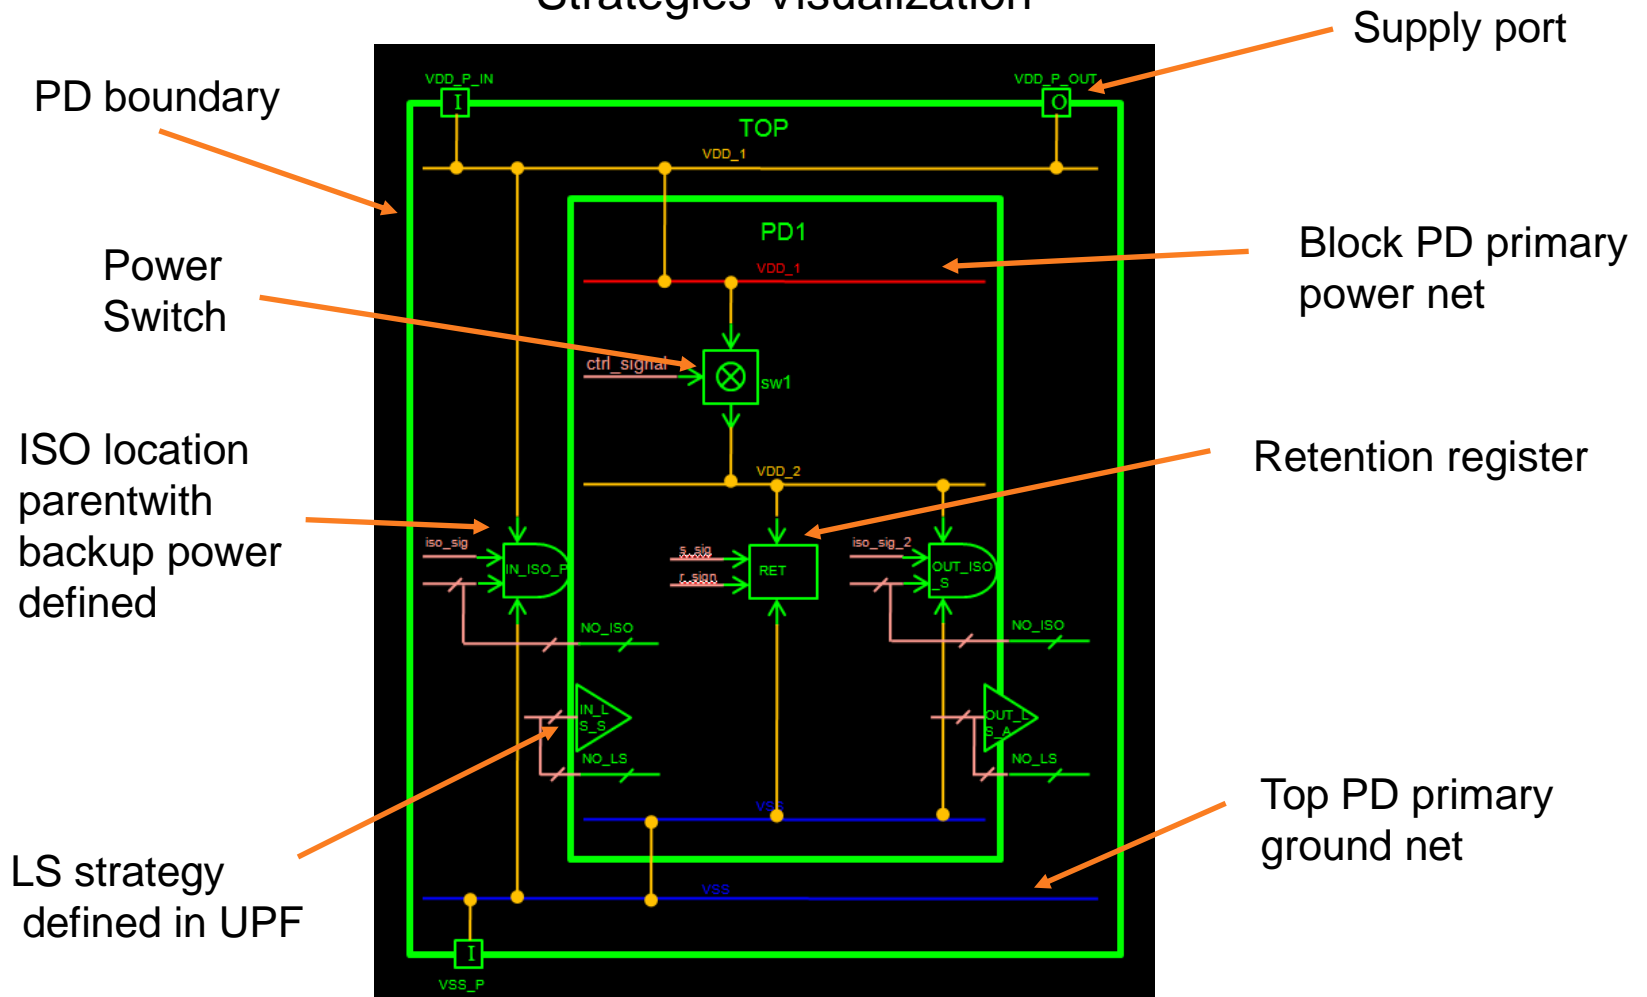 Strategies Visualization
Supply port
PD boundary
VDD_P_IN
VDD_P_OUT
I
O
TOP
VDD_1
PD1
Power
Switch
VDD_1
Block PD primary
power net
ctrl_signal
sw1
ISO location
parentwith
backup power
defined
VDD_2
Retention register
iso_sig
IN_ISO_P
s_sig
r_sign
RET
iso_sig_2
OUT_ISO
_S
NO_ISO
NO_ISO
IN_L
S_S
OUT_L
S_A
NO_LS
NO_LS
VSS
Top PD primary
ground net
LS strategy
defined in UPF
VSS
I
VSS_P